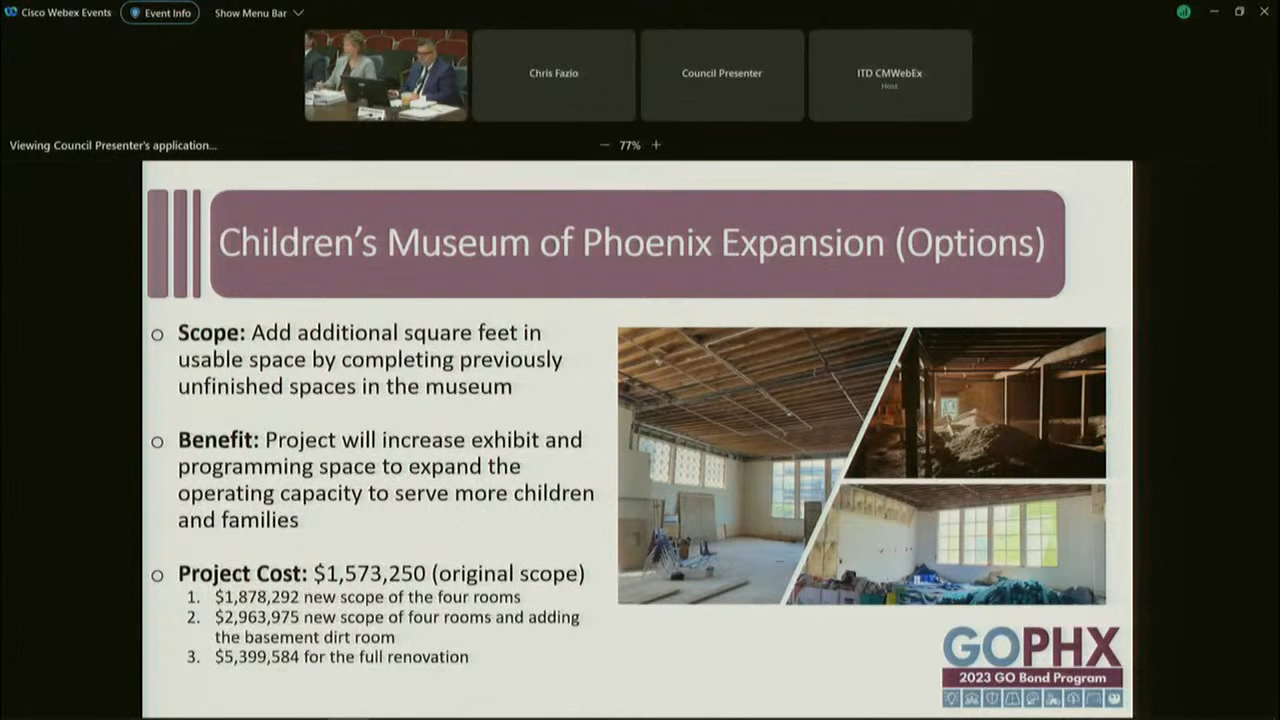 Cisco Webex Events
Event Info
Show Menu Bar
Chris Fazio
Council Presenter
ITD CMWebEx
Host
Viewing Council Presenter's application...
77%
Children's Museum of Phoenix Expansion (Options)
Scope: Add additional square feet in
usable space by completing previously
unfinished spaces in the museum
Benefit: Project will increase exhibit and
programming space to expand the
operating capacity to serve more children
and families
Project Cost: $1,573,250 (original scope)
1. $1,878,292 new scope of the four rooms
2. $2,963,975 new scope of four rooms and adding
the basement dirt room
3. $5,399,584 for the full renovation
GOPHX
2023 GO Bond Program